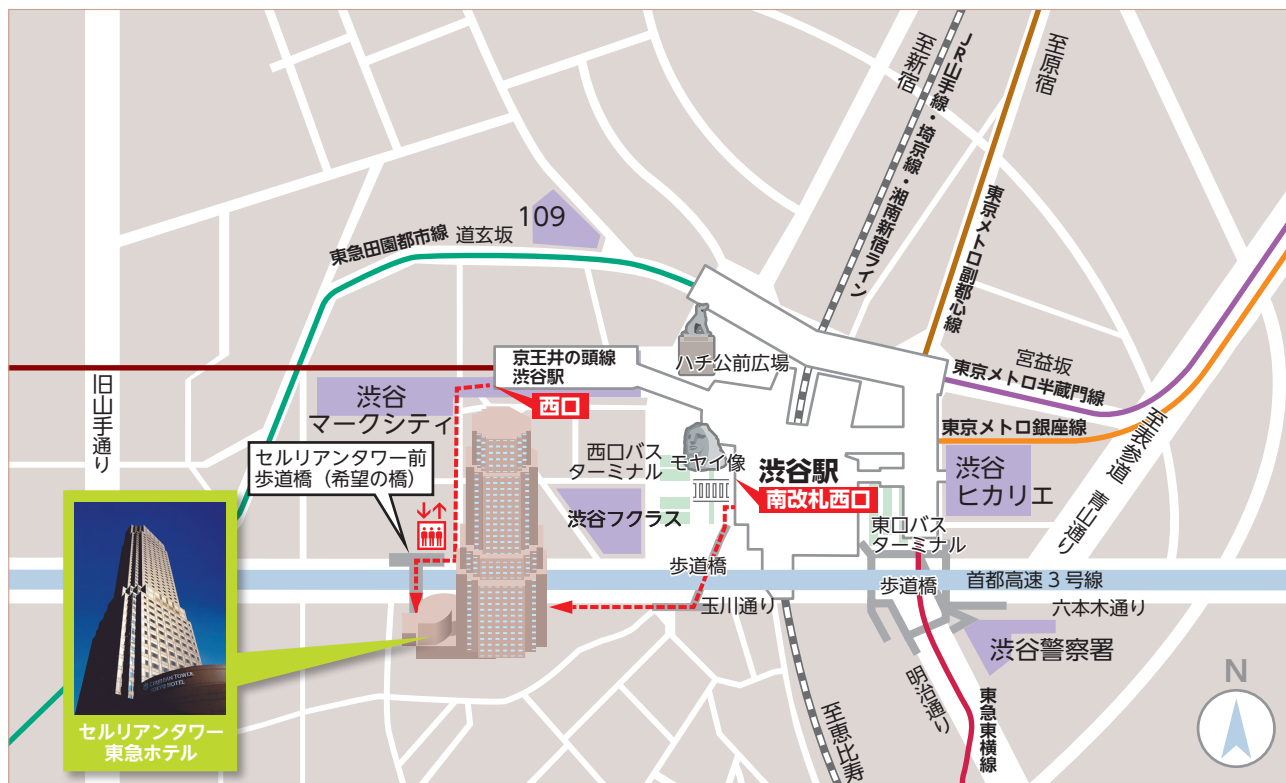 至新宿
JR山手線・埼京線・湘南新宿ライン
至原宿
東京メトロ副都心線
109
東急田園都市線
道玄坂
ハチ公前広場
宮益坂
東京メトロ半蔵門線
京王井の頭線
渋谷駅
西口
渋谷
マークシティ
旧山手通り
東京メトロ銀座線
至表参道
青山通り
セルリアンタワー前
歩道橋（希望の橋）
西口バス
ターミナル
モヤイ像
渋谷駅
南改札西口
渋谷
ヒカリエ
渋谷フクラス
東口バス
ターミナル
歩道橋
歩道橋
首都高速3号線
玉川通り
六本木通り
渋谷警察署
明治通り
東急東横線
至恵比寿
N
CERULEAN TOWER
TOKYU HOTEL
セルリアンタワー
東急ホテル